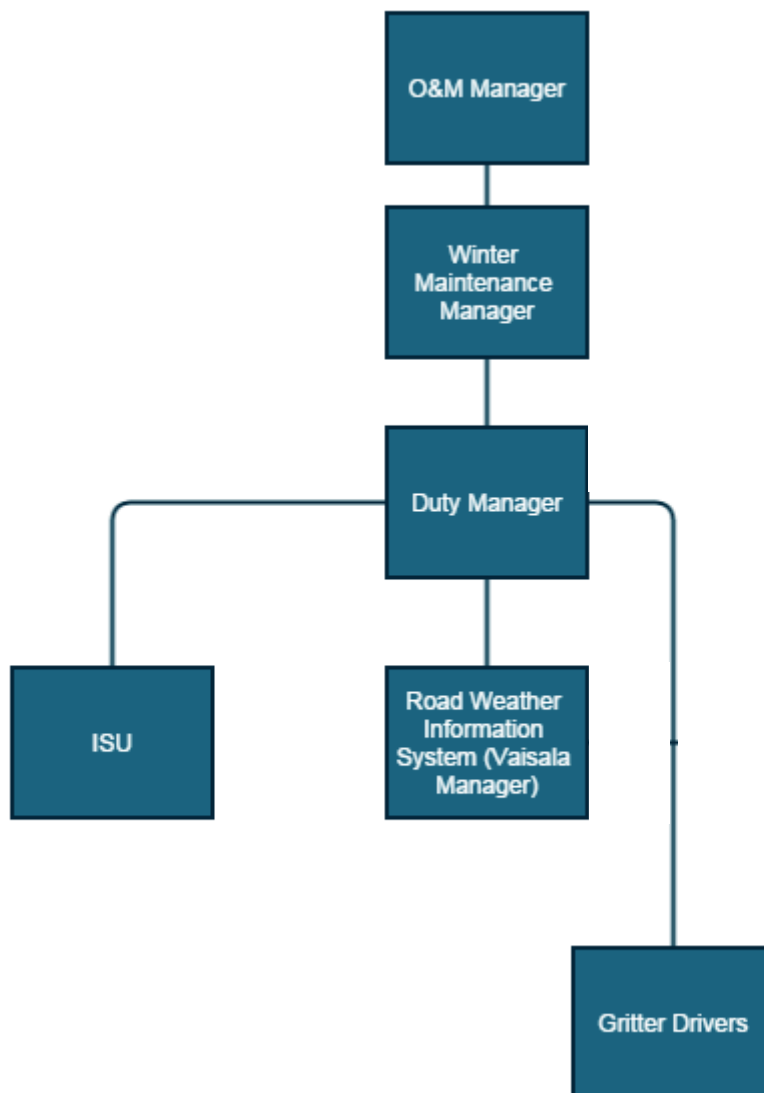 O&M Manager
Winter
Maintenance
Manager
Duty Manager
ISU
Road Weather
Information
System (Vaisala
Manager)
Gritter Drivers